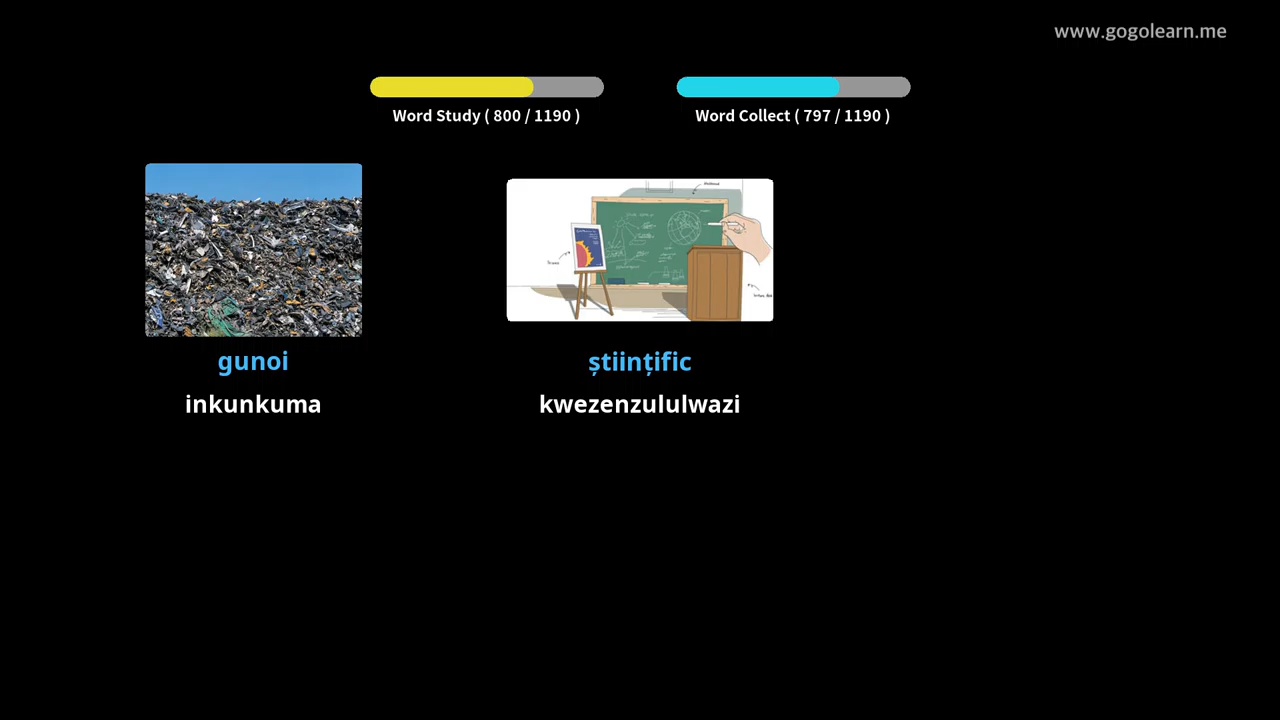 www.gogolearn.me
Word Study ( 800 / 1190 )
Word Collect ( 797 / 1190 )
gunoi
științific
inkunkuma
kwezenzululwazi